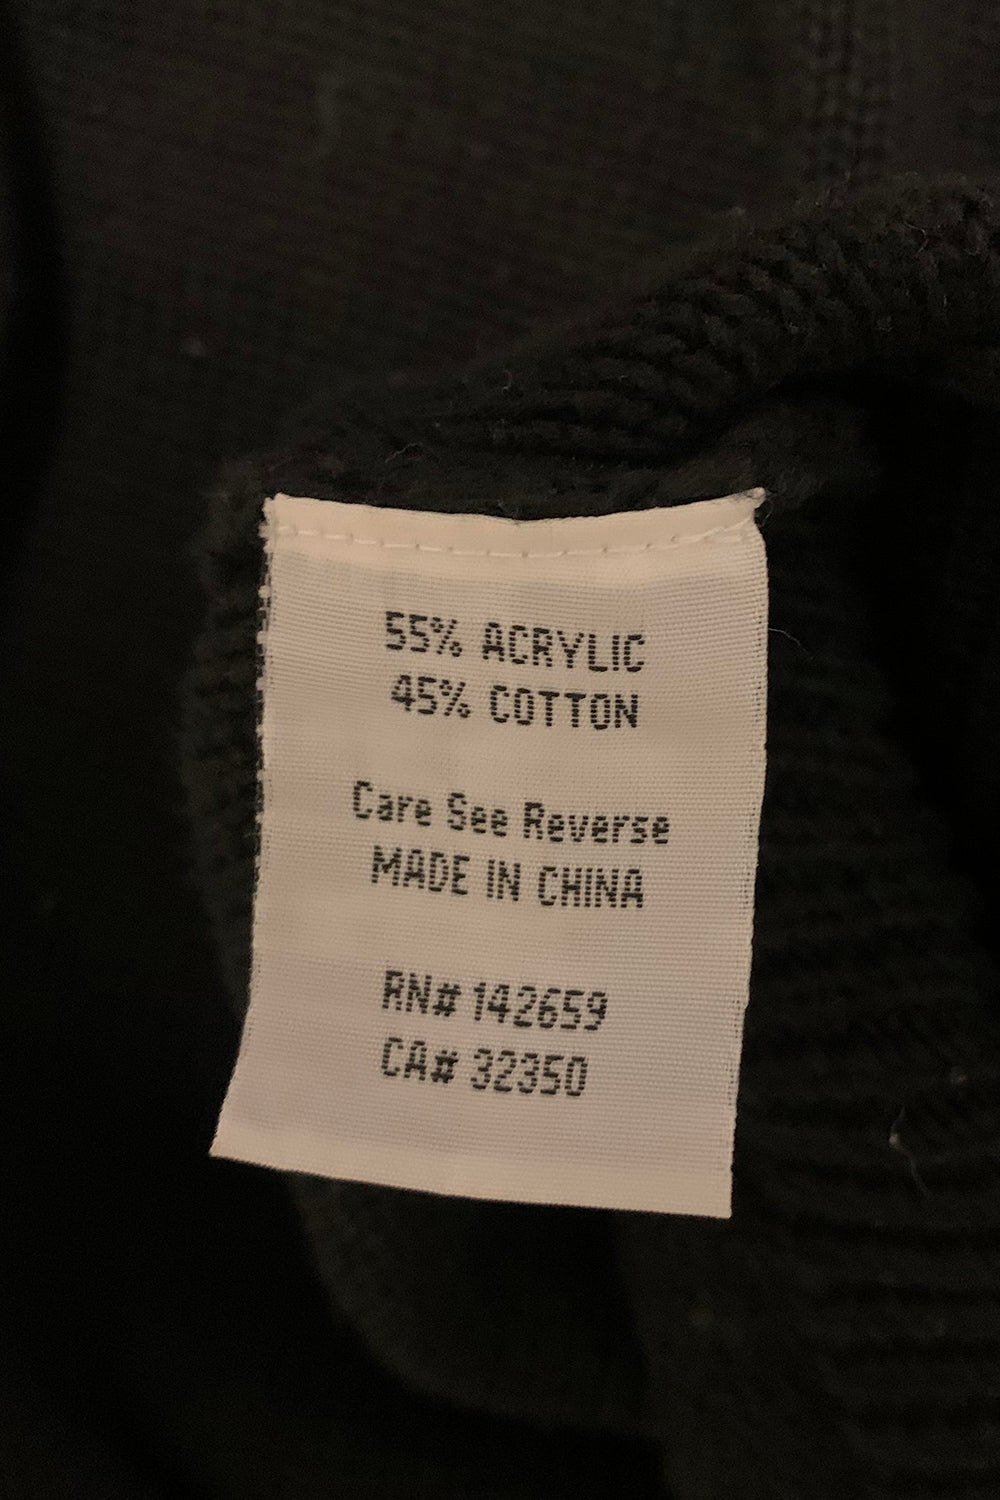 55% ACRYLIC
45% COTTON
Care See Reverse
MADE IN CHINA
RN# 142659
CA# 32350